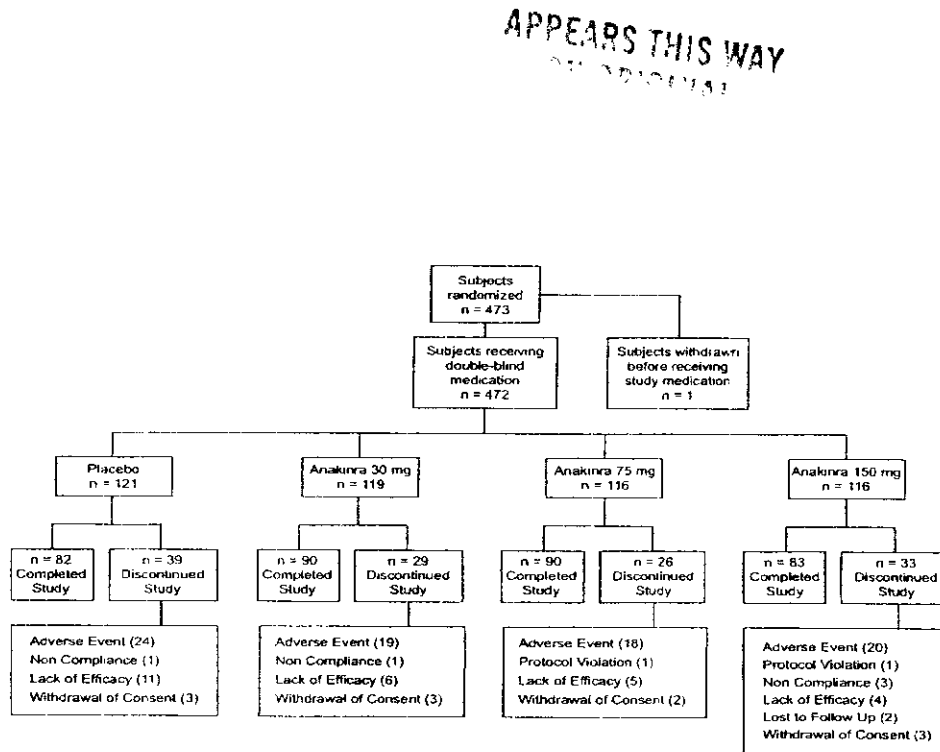 APPEARS THIS WAY
Subjects
randomized
n = 473
Subjects receiving
double-blind
medication
n = 472
Subjects withdrawn
before receiving
study medication
n = 1
Placebo
n = 121
Anakinra 30 mg
n = 119
Anakinra 75 mg
n = 116
Anakinra 150 mg
n = 116
n = 82
Completed
Study
n = 39
Discontinued
Study
n = 90
Completed
Study
n = 29
Discontinued
Study
n = 90
Completed
Study
n = 26
Discontinued
Study
n = 83
Completed
Study
n = 33
Discontinued
Study
Adverse Event (24)
Non Compliance (1)
Lack of Efficacy (11)
Withdrawal of Consent (3)
Adverse Event (19)
Non Compliance (1)
Lack of Efficacy (6)
Withdrawal of Consent (3)
Adverse Event (18)
Protocol Violation (1)
Lack of Efficacy (5)
Withdrawal of Consent (2)
Adverse Event (20)
Protocol Violation (1)
Non Compliance (3)
Lack of Efficacy (4)
Lost to Follow Up (2)
Withdrawal of Consent (3)